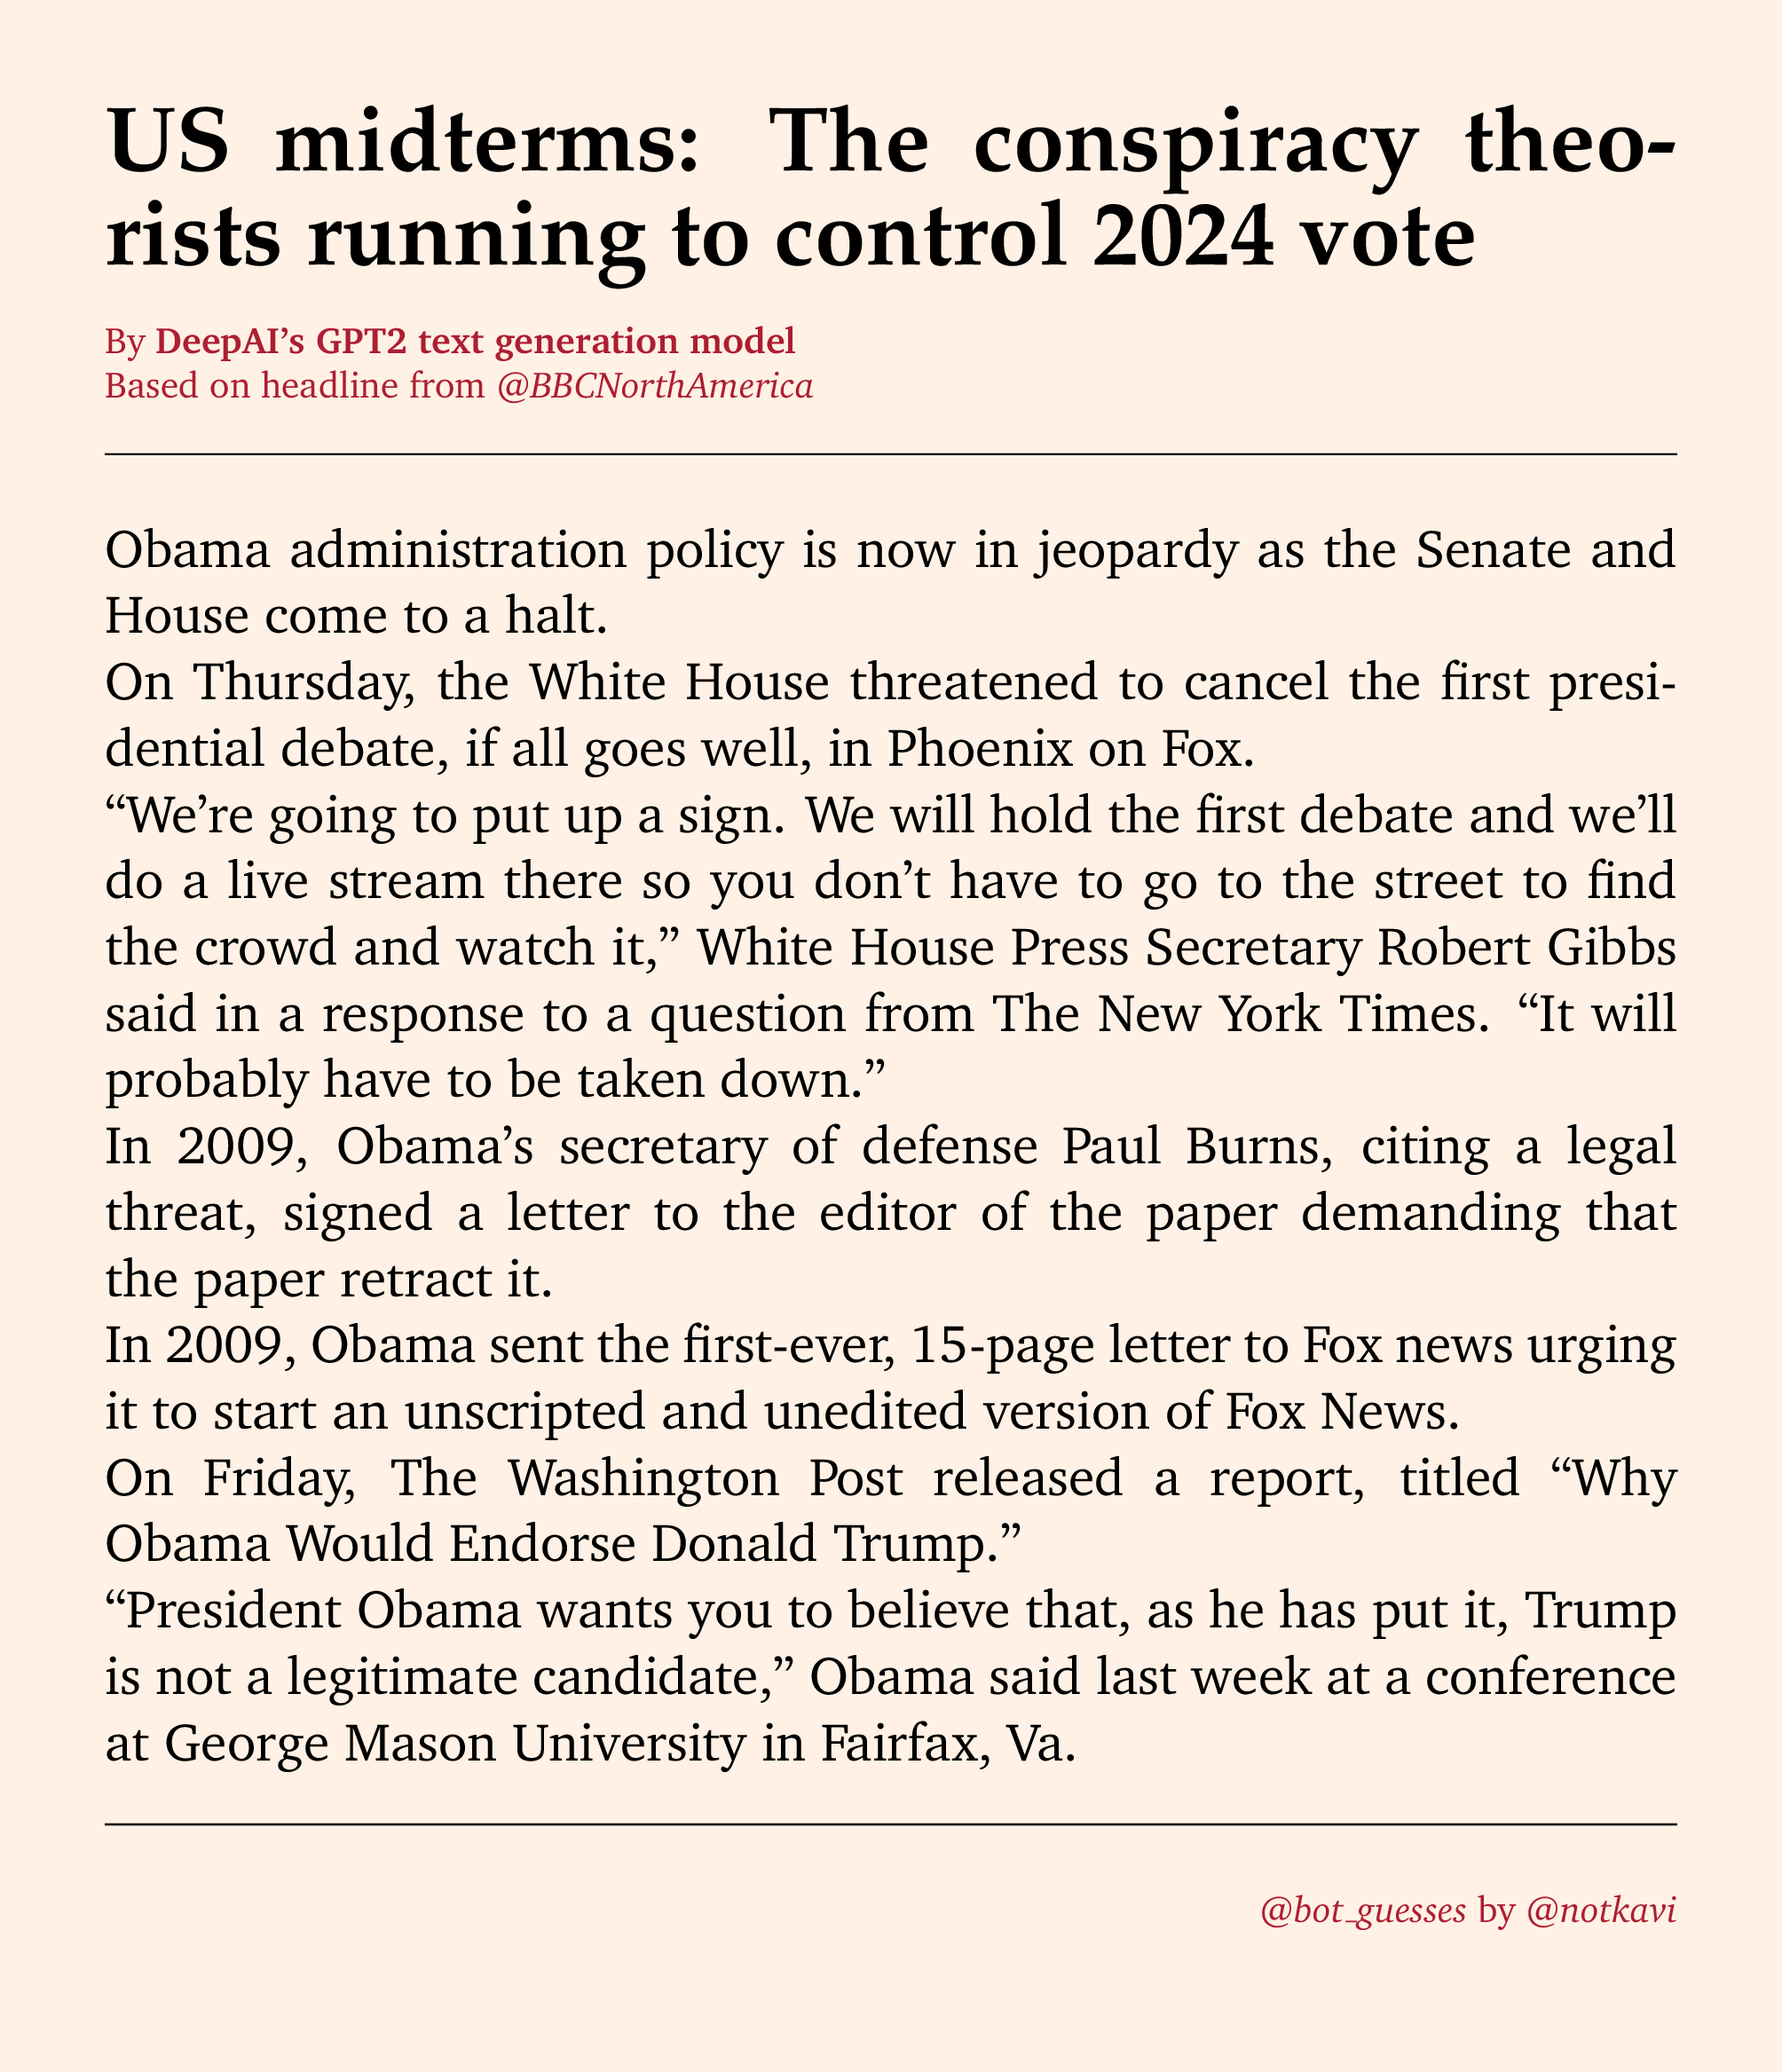 US midterms: The conspiracy theo-
rists running to control 2024 vote
By DeepAI’s GPT2 text generation model
Based on headline from @BBCNorthAmerica
Obama administration policy is now in jeopardy as the Senate and
House come to a halt.
On Thursday, the White House threatened to cancel the first presi-
dential debate, if all goes well, in Phoenix on Fox.
“We’re going to put up a sign. We will hold the first debate and we’ll
do a live stream there so you don’t have to go to the street to find
the crowd and watch it,” White House Press Secretary Robert Gibbs
said in a response to a question from The New York Times. “It will
probably have to be taken down.”
In 2009, Obama’s secretary of defense Paul Burns, citing a legal
threat, signed a letter to the editor of the paper demanding that
the paper retract it.
In 2009, Obama sent the first-ever, 15-page letter to Fox news urging
it to start an unscripted and unedited version of Fox News.
On Friday, The Washington Post released a report, titled “Why
Obama Would Endorse Donald Trump.”
“President Obama wants you to believe that, as he has put it, Trump
is not a legitimate candidate,” Obama said last week at a conference
at George Mason University in Fairfax, Va.
@bot_guesses by @notkavi